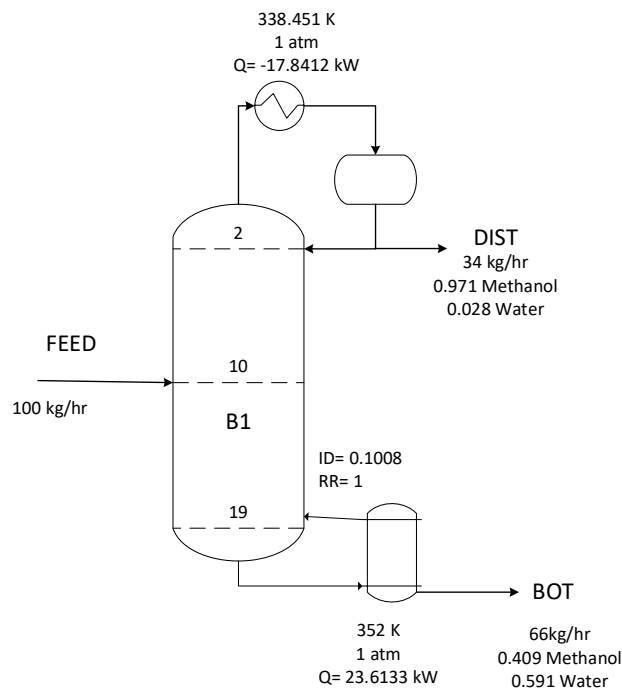 338.451 K
1 atm
Q= -17.8412 kW
2
DIST
34 kg/hr
0.971 Methanol
0.028 Water
FEED
10
100 kg/hr
B1
ID= 0.1008
RR= 1
19
BOT
352 K
1 atm
Q= 23.6133 kW
66kg/hr
0.409 Methanol
0.591 Water